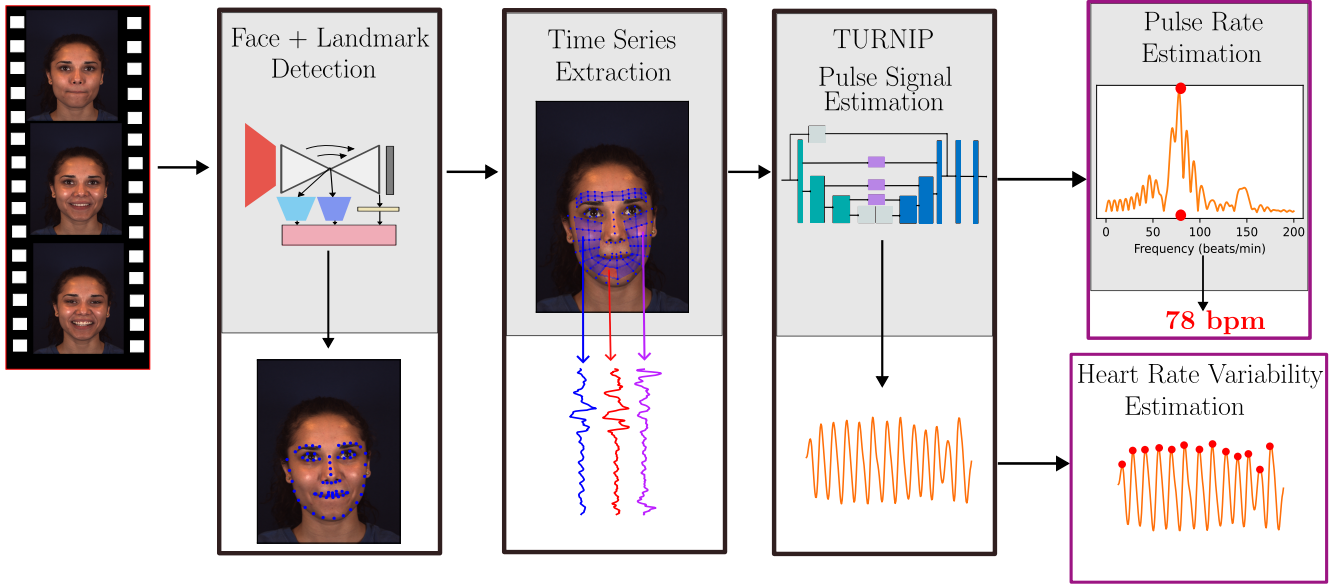 Face + Landmark
Detection
Time Series
Extraction
TURNIP
Pulse Signal
Estimation
Pulse Rate
Estimation
0 50 100 150 200
Frequency (beats/min)
78 bpm
Heart Rate Variability
Estimation